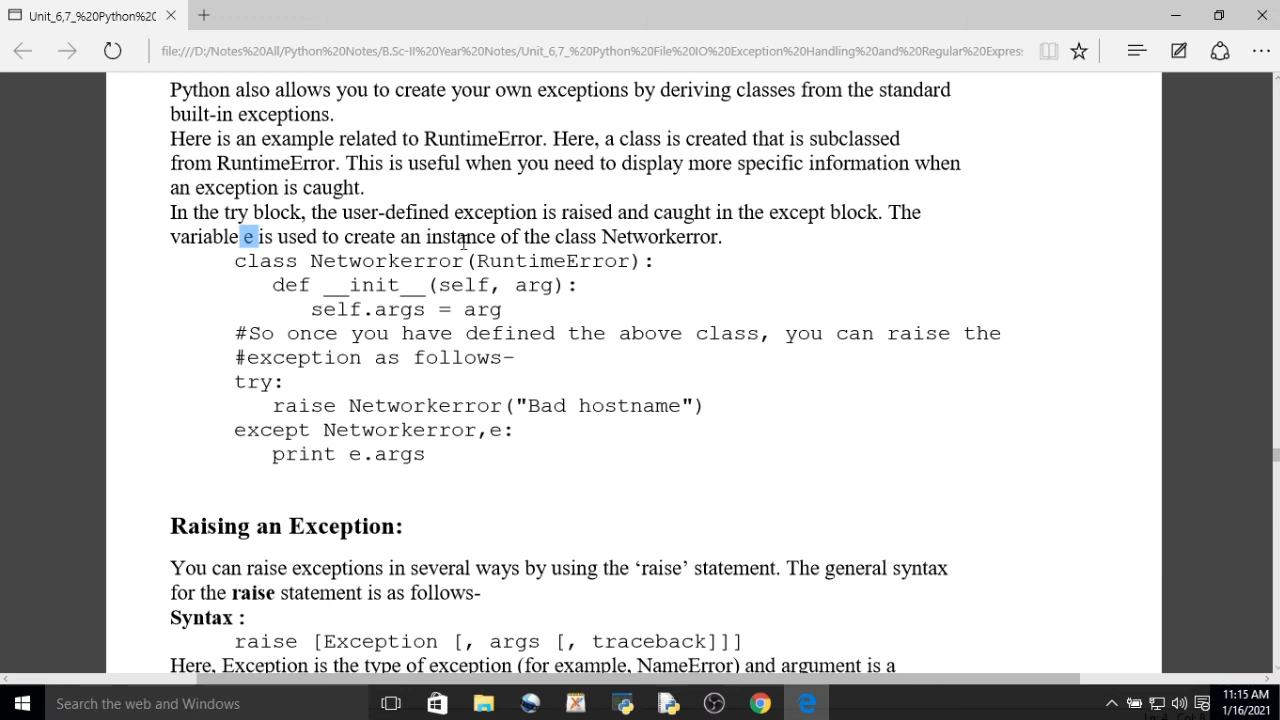 Unit_6,7_%20Python%20
file:///D:/Notes%20All/Python%20Notes/B.Sc-II%20Year%20Notes/Unit_6,7_%20Python%20File%20IO%20Exception%20Handling%20and%20Regular%20Express
Python also allows you to create your own exceptions by deriving classes from the standard
built-in exceptions.
Here is an example related to RuntimeError. Here, a class is created that is subclassed
from RuntimeError. This is useful when you need to display more specific information when
an exception is caught.
In the try block, the user-defined exception is raised and caught in the except block. The
variable e is used to create an instance of the class Networkerror.
class Networkerror(RuntimeError):
def __init__(self, arg):
self.args = arg
#So once you have defined the above class, you can raise the
#exception as follows-
try:
raise Networkerror("Bad hostname")
except Networkerror,e:
print e.args
Raising an Exception:
You can raise exceptions in several ways by using the ‘raise’ statement. The general syntax
for the raise statement is as follows-
Syntax :
raise [Exception [, args [, traceback]]]
Here, Exception is the type of exception (for example, NameError) and argument is a
Search the web and Windows
11:15 AM
1/16/2021